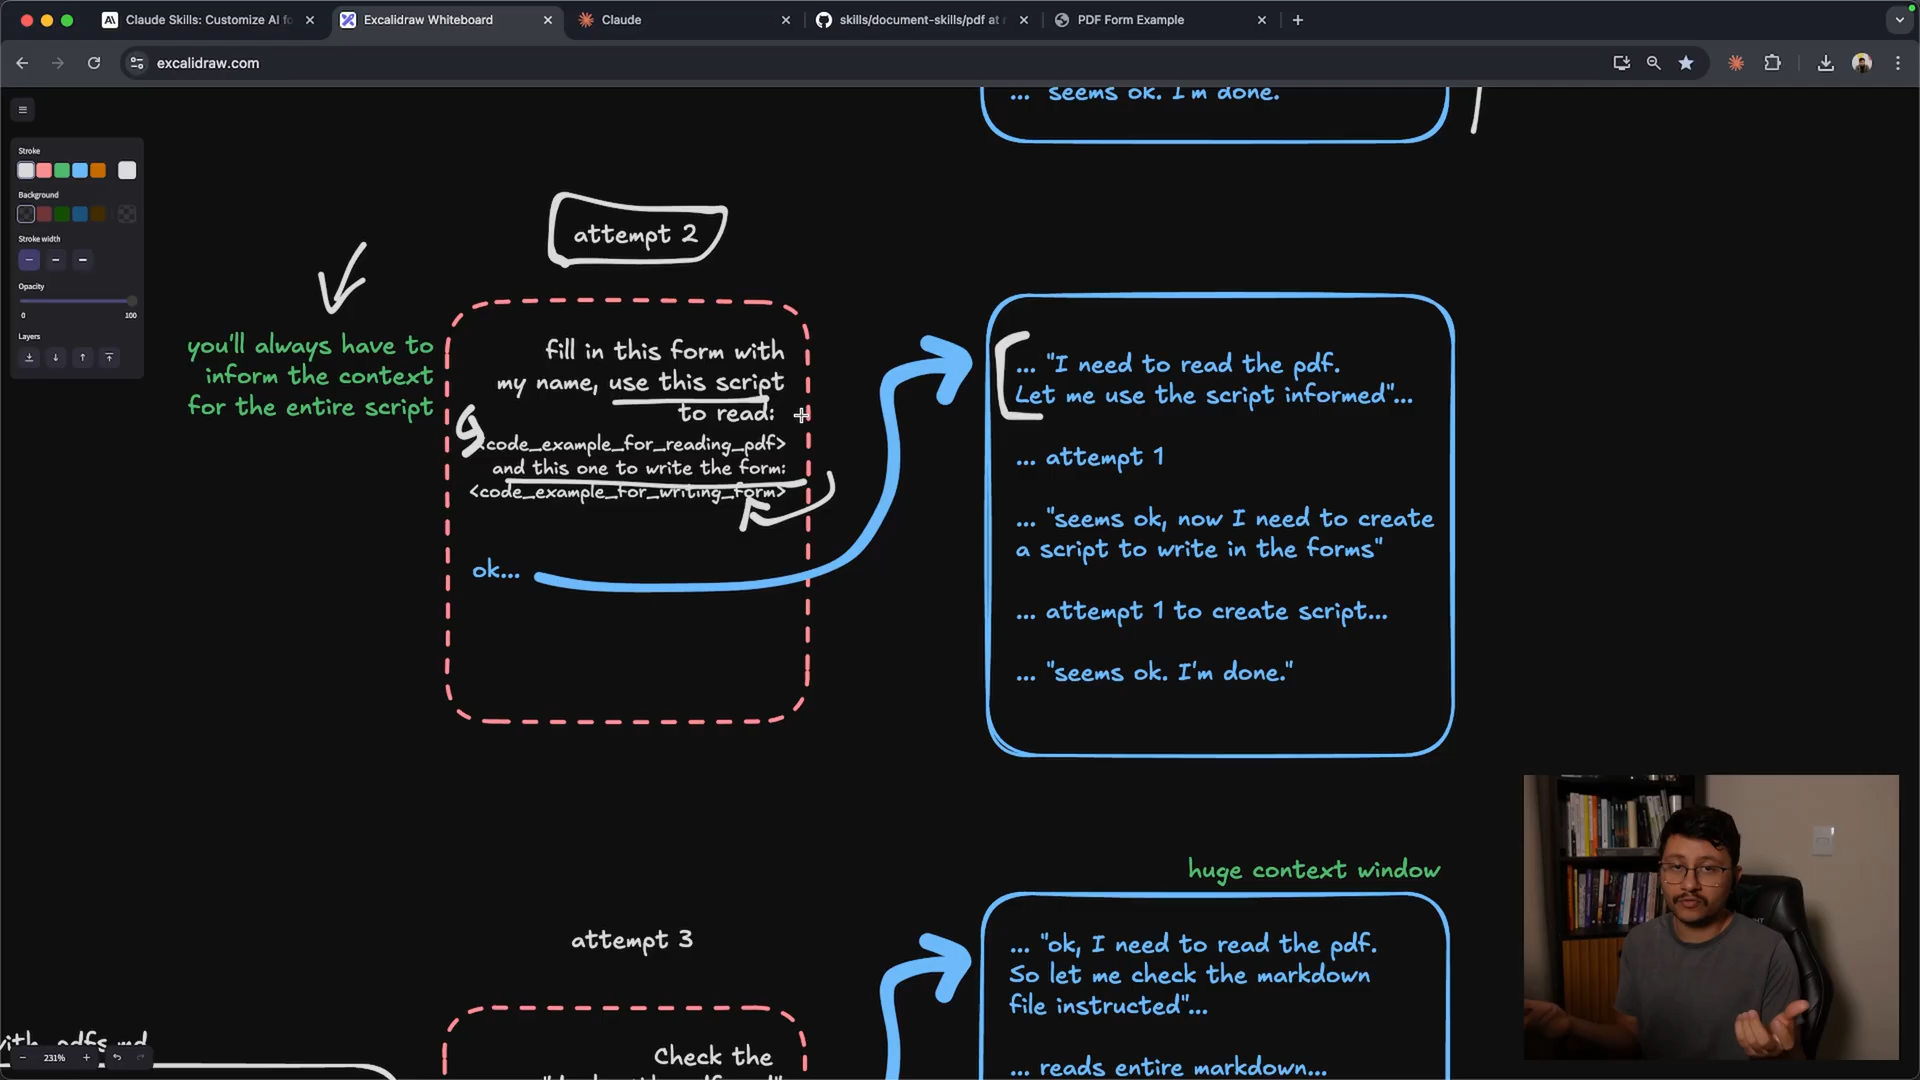 Claude Skills: Customize AI fo
Excalidraw Whiteboard
Claude
skills/document-skills/pdf at
PDF Form Example
excalidraw.com
... "seems ok. I'm done."
Stroke
Background
Stroke width
Opacity
0 100
Layers
attempt 2
you'll always have to
inform the context
for the entire script
fill in this form with
my name, use this script
to read:
<code_example_for_reading_pdf>
and this one to write the form:
<code_example_for_writing_form>
ok...
... "I need to read the pdf.
Let me use the script informed"...
... attempt 1
... "seems ok, now I need to create
a script to write in the forms"
... attempt 1 to create script...
... "seems ok. I'm done."
huge context window
attempt 3
... "ok, I need to read the pdf.
So let me check the markdown
file instructed"...
... reads entire markdown...
Check the
231%